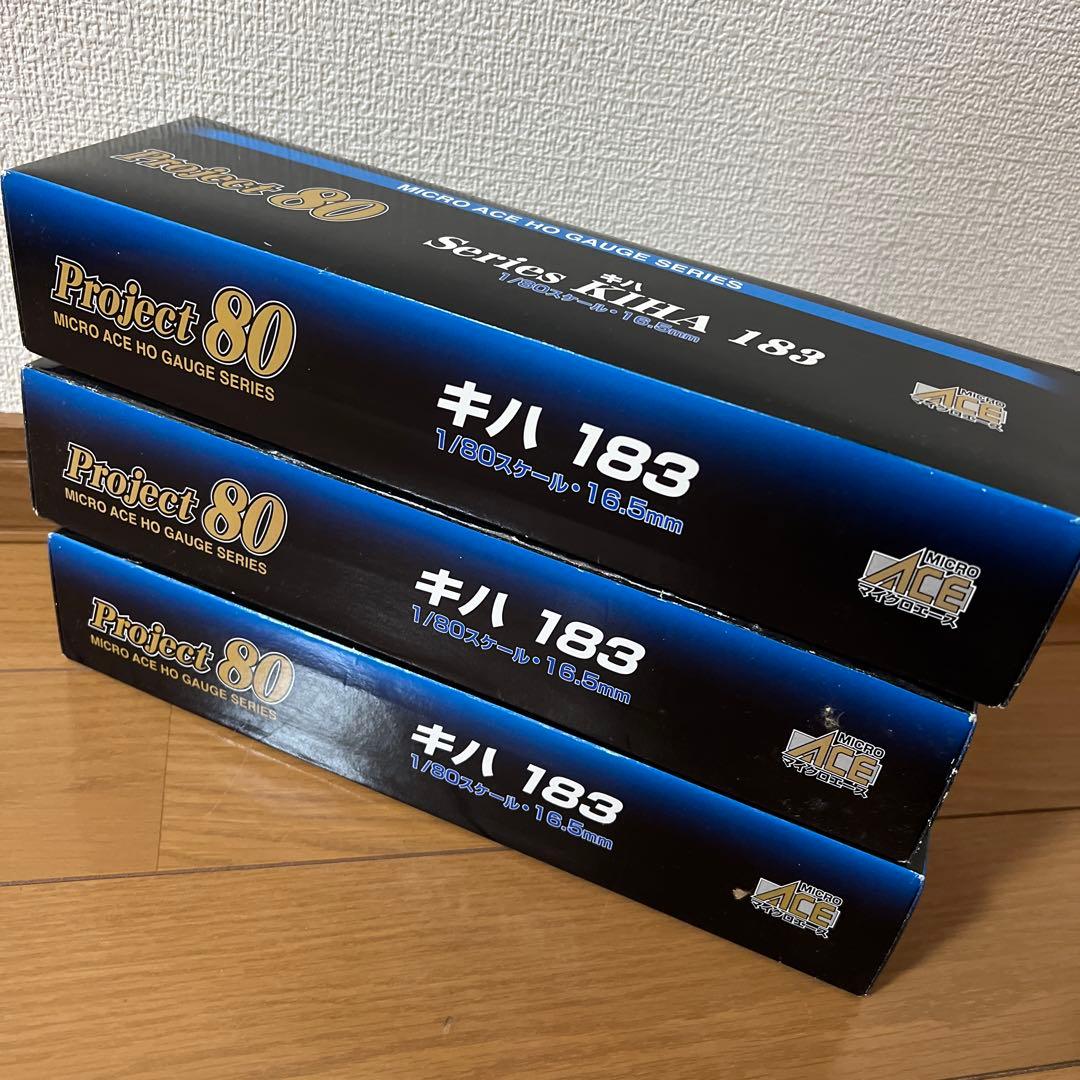 Project 80
MICRO ACE HO GAUGE SERIES
キハ
Series KIHA 183
1/80スケール・16.5mm
MICRO
ACE
マイクロエース
Project 80
MICRO ACE HO GAUGE SERIES
キハ 183
1/80スケール・16.5mm
MICRO
ACE
マイクロエース
Project 80
MICRO ACE HO GAUGE SERIES
キハ 183
1/80スケール・16.5mm
MICRO
ACE
マイクロエース
Project 80
MICRO ACE HO GAUGE SERIES
キハ 183
1/80スケール・16.5mm
MICRO
ACE
マイクロエース